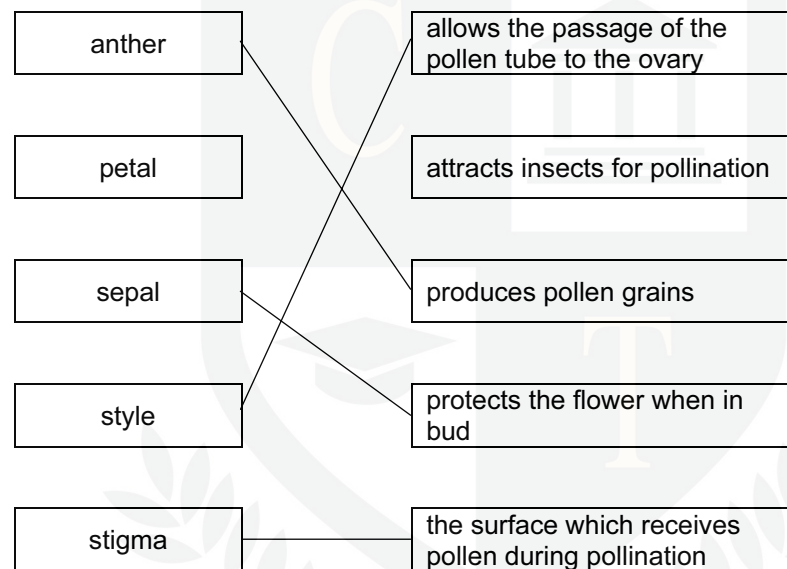 anther
allows the passage of the
pollen tube to the ovary
petal
attracts insects for pollination
sepal
produces pollen grains
style
protects the flower when in
bud
stigma
the surface which receives
pollen during pollination
C
T